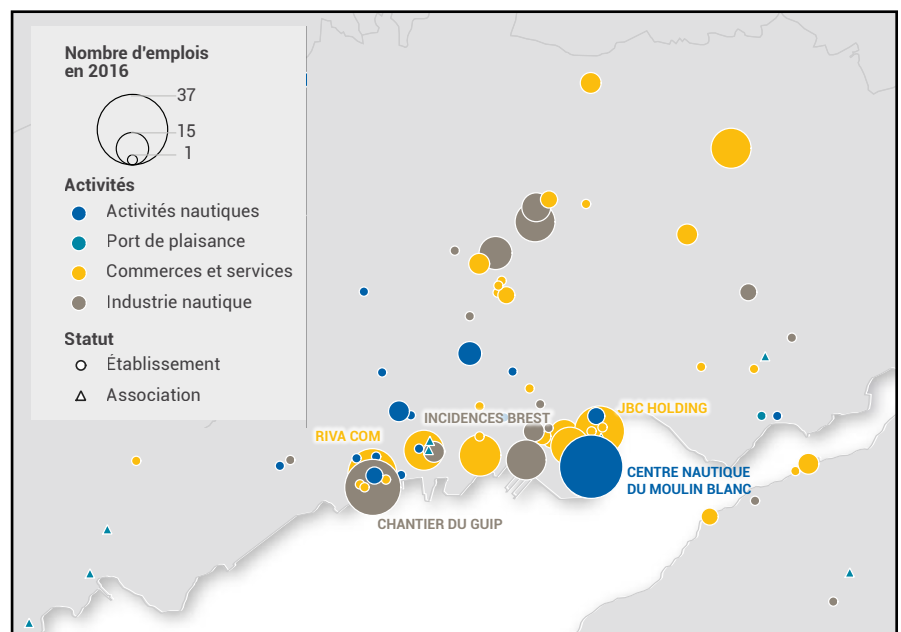 Nombre d'emplois
en 2016
37
15
1
Activités
Activités nautiques
Port de plaisance
Commerces et services
Industrie nautique
Statut
Établissement
Association
JBC HOLDING
INCIDENCES BREST
RIVA COM
CENTRE NAUTIQUE
DU MOULIN BLANC
CHANTIER DU GUIP